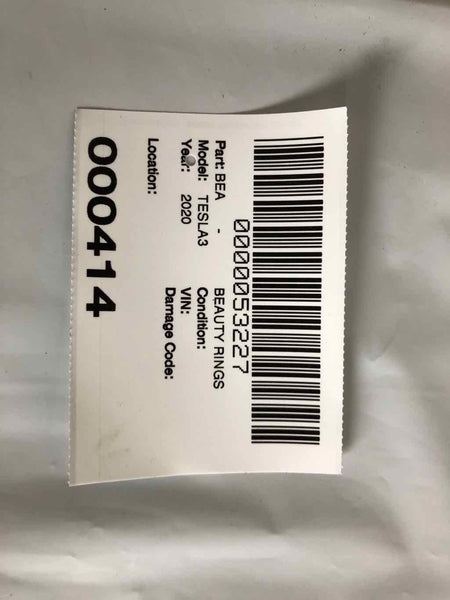 0000053227
Part: BEA - BEAUTY RINGS
Model: TESLA3 Condition:
Year: 2020 VIN:
Damage Code:
Location:
000414